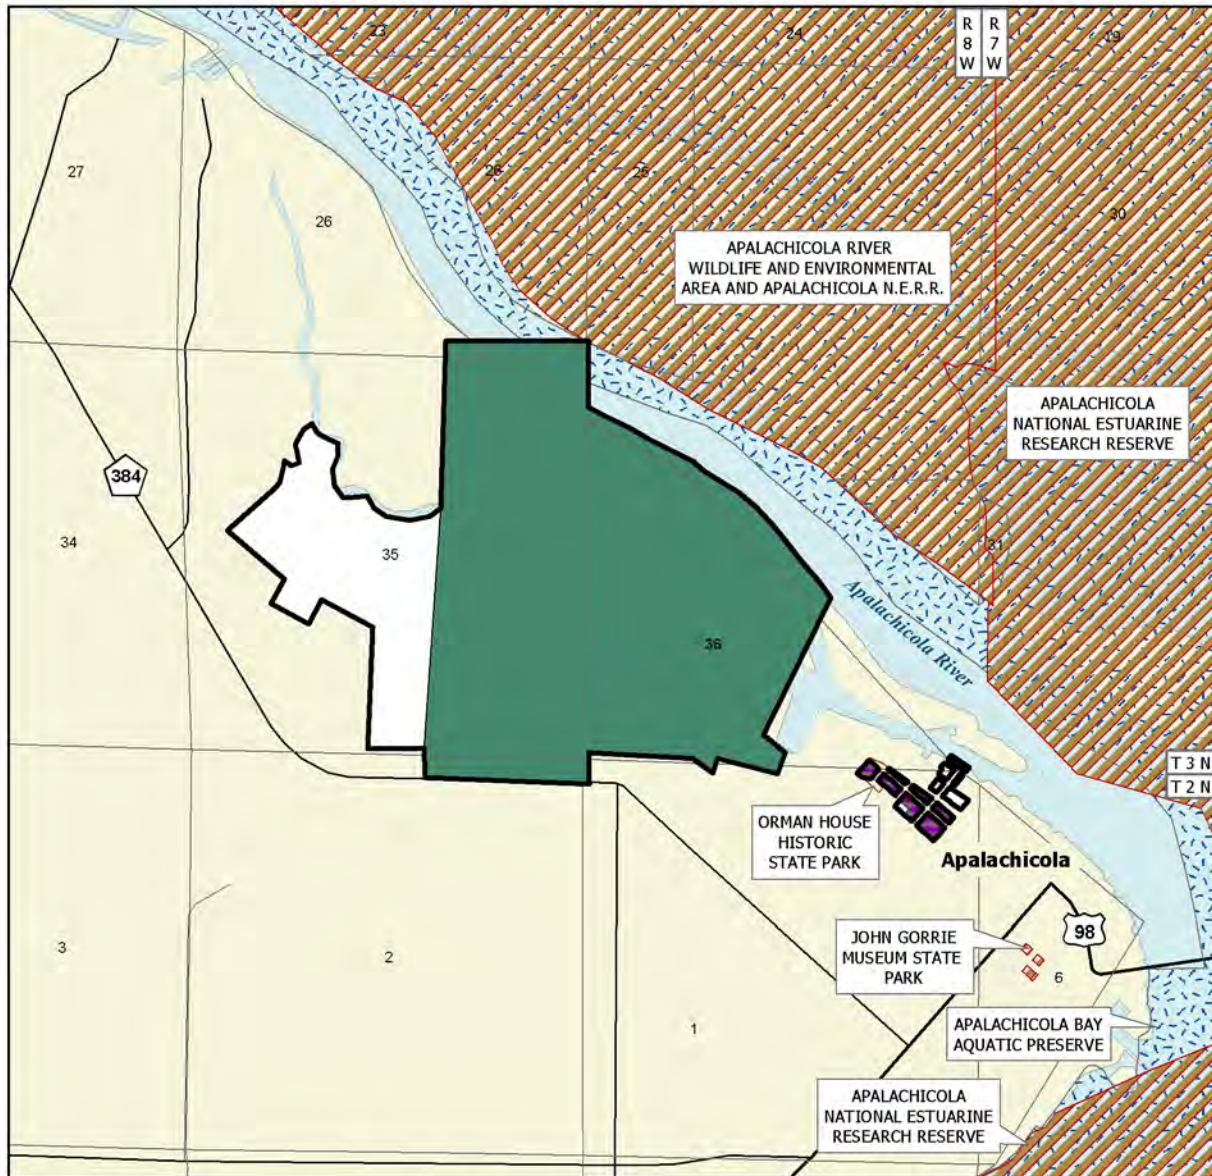 23
24
19
R
8
W
R
7
W
27
26
26
25
30
APALACHICOLA RIVER
WILDLIFE AND ENVIRONMENTAL
AREA AND APALACHICOLA N.E.R.R.
APALACHICOLA
NATIONAL ESTUARINE
RESEARCH RESERVE
384
34
35
31
36
Apalachicola River
T 3 N
T 2 N
ORMAN HOUSE
HISTORIC
STATE PARK
Apalachicola
98
JOHN GORRIE
MUSEUM STATE
PARK
3
2
6
1
APALACHICOLA BAY
AQUATIC PRESERVE
APALACHICOLA
NATIONAL ESTUARINE
RESEARCH RESERVE